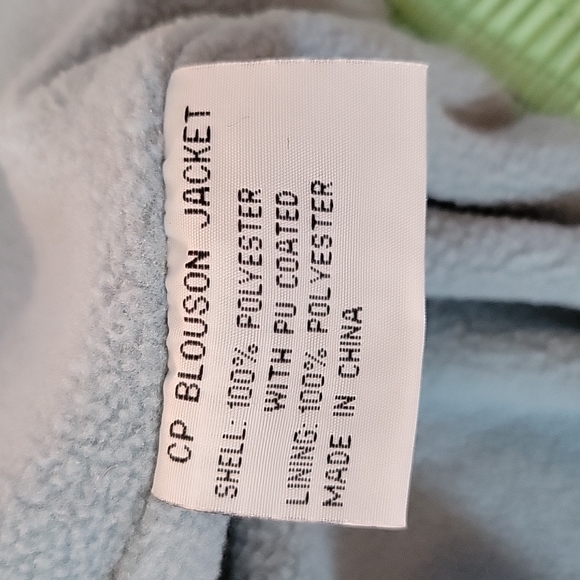 CP BLOUSON JACKET
SHELL: 100% POLYESTER
WITH PU COATED
LINING: 100% POLYESTER
MADE IN CHINA